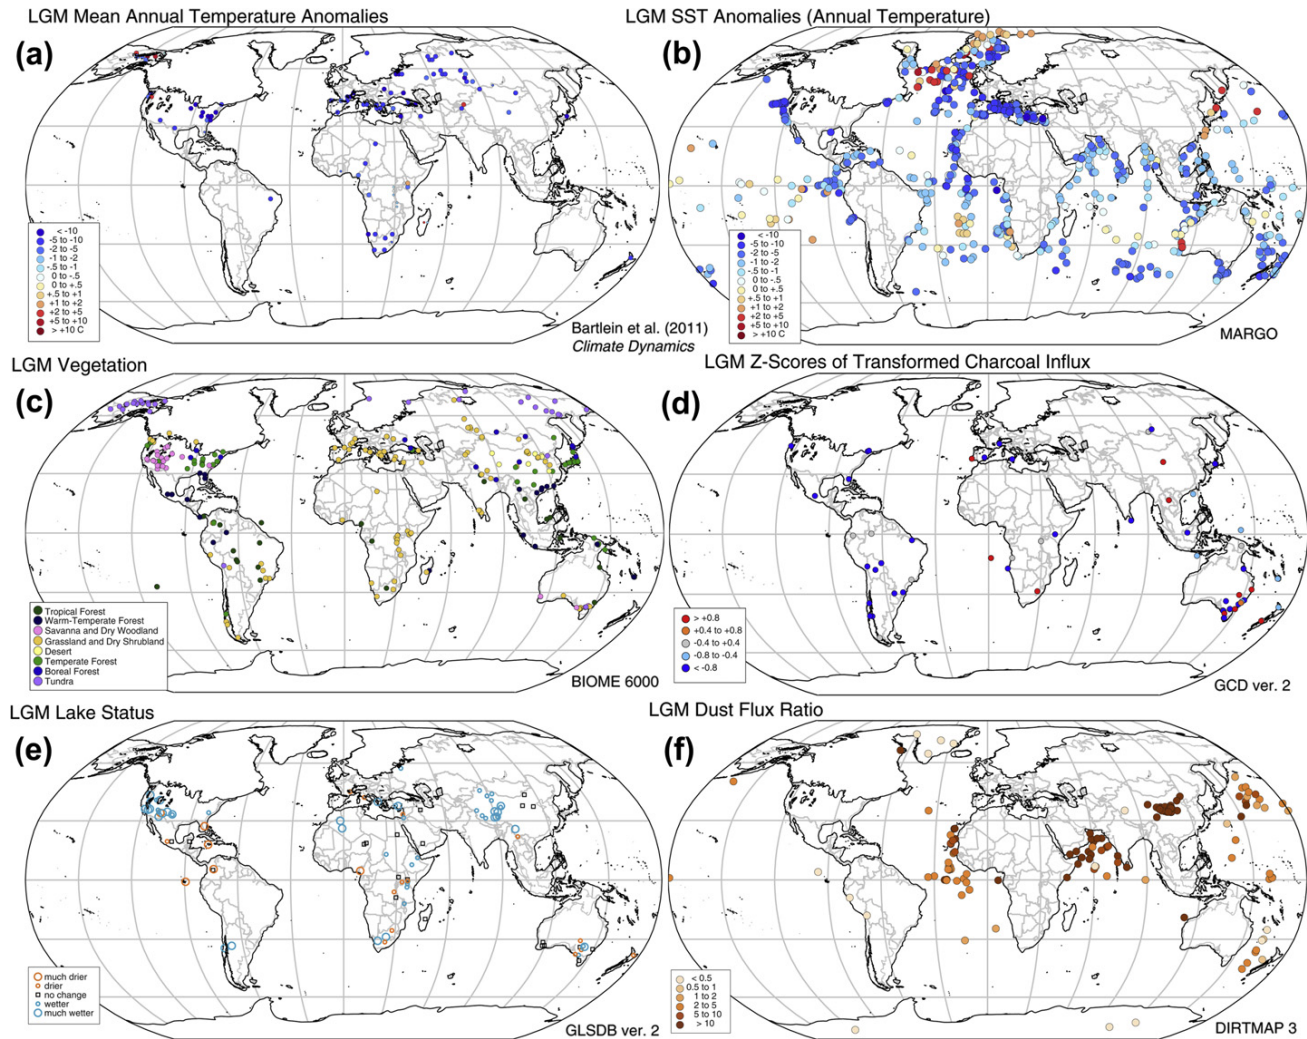 LGM Mean Annual Temperature Anomalies
(a)
< -10
-5 to -10
-2 to -5
-1 to -2
-.5 to -1
0 to -.5
0 to +.5
+.5 to +1
+1 to +2
+2 to +5
+5 to +10
> +10 C
Bartlein et al. (2011)
Climate Dynamics
LGM SST Anomalies (Annual Temperature)
(b)
< -10
-5 to -10
-2 to -5
-1 to -2
-.5 to -1
0 to -.5
0 to +.5
+.5 to +1
+1 to +2
+2 to +5
+5 to +10
> +10 C
MARGO
LGM Vegetation
(c)
Tropical Forest
Warm-Temperate Forest
Savanna and Dry Woodland
Grassland and Dry Shrubland
Desert
Temperate Forest
Boreal Forest
Tundra
BIOME 6000
LGM Z-Scores of Transformed Charcoal Influx
(d)
> +0.8
+0.4 to +0.8
-0.4 to +0.4
-0.8 to -0.4
< -0.8
GCD ver. 2
LGM Lake Status
(e)
much drier
drier
no change
wetter
much wetter
GLSDB ver. 2
LGM Dust Flux Ratio
(f)
< 0.5
0.5 to 1
1 to 2
2 to 5
5 to 10
> 10
DIRTMAP 3